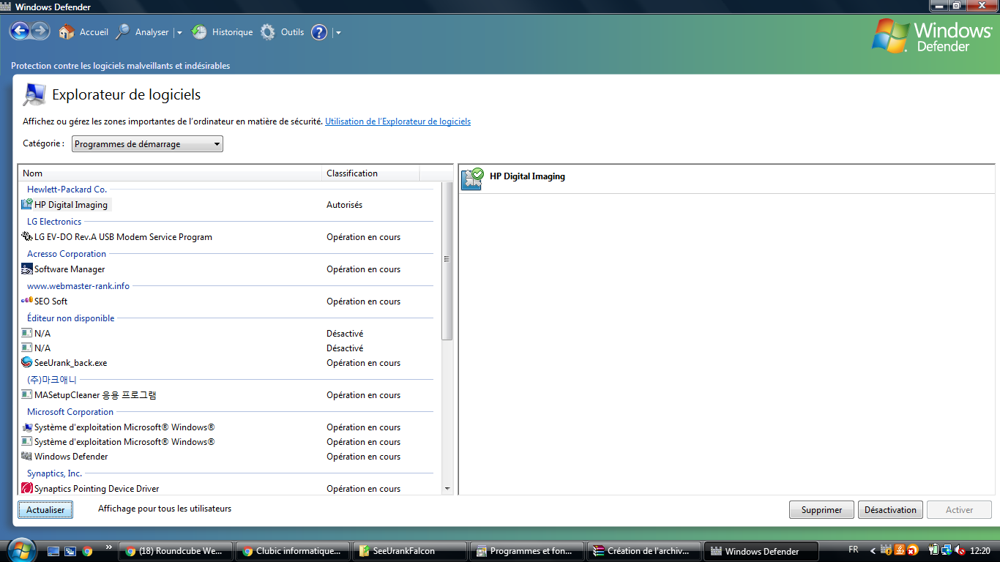 Windows Defender
Accueil Analyser Historique Outils
Windows Defender
Protection contre les logiciels malveillants et indésirables
Explorateur de logiciels
Affichez ou gérez les zones importantes de l'ordinateur en matière de sécurité. Utilisation de l'Explorateur de logiciels
Catégorie : Programmes de démarrage
Nom Classification
HP Digital Imaging
Hewlett-Packard Co.
HP Digital Imaging Autorisés
LG Electronics
LG EV-DO Rev.A USB Modem Service Program Opération en cours
Acresso Corporation
Software Manager Opération en cours
www.webmaster-rank.info
SEO Soft Opération en cours
Éditeur non disponible
N/A Désactivé
N/A Désactivé
SeeUrank_back.exe Opération en cours
(주)마크애니
MASetupCleaner 응용 프로그램 Opération en cours
Microsoft Corporation
Système d'exploitation Microsoft® Windows® Opération en cours
Système d'exploitation Microsoft® Windows® Opération en cours
Windows Defender Opération en cours
Synaptics, Inc.
Synaptics Pointing Device Driver Opération en cours
Actualiser Affichage pour tous les utilisateurs Supprimer Désactivation Activer
(18) Roundcube We... Clubic informatique... SeeUrankFalcon Programmes et fon... Création de l'archiv... Windows Defender FR 12:20